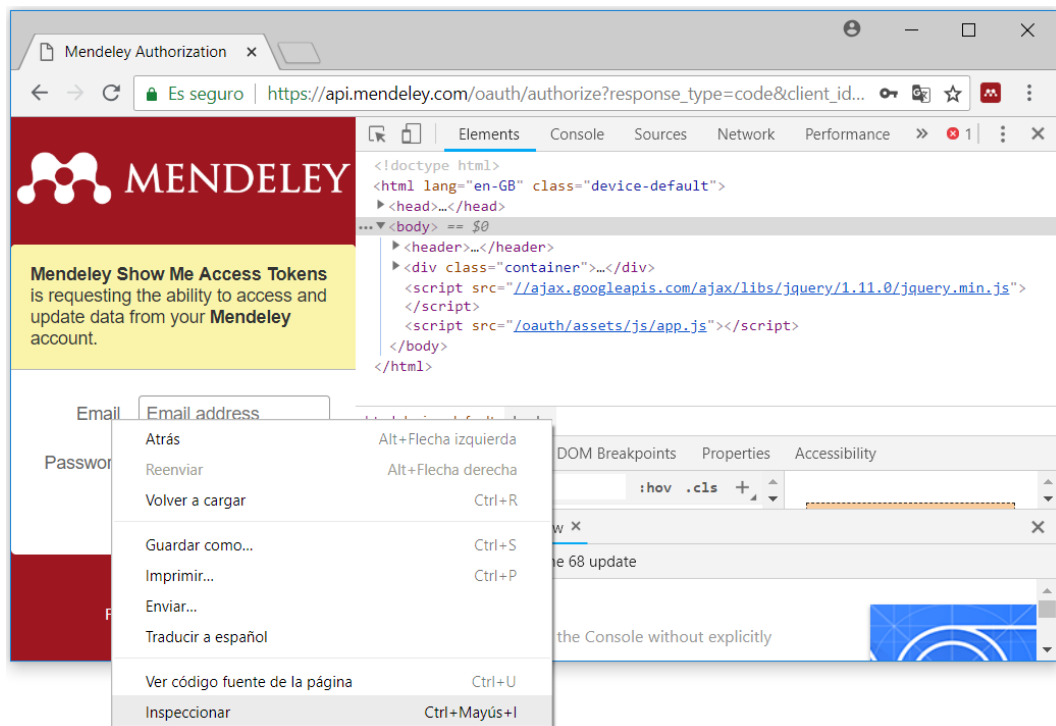 Mendeley Authorization
Es seguro | https://api.mendeley.com/oauth/authorize?response_type=code&client_id...
MENDELEY
Mendeley Show Me Access Tokens
is requesting the ability to access and
update data from your Mendeley
account.
Email
Email address
Elements Console Sources Network Performance » 1
<!doctype html>
<html lang="en-GB" class="device-default">
<head>…</head>
<body> == $0
<header>…</header>
<div class="container">…</div>
<script src="//ajax.googleapis.com/ajax/libs/jquery/1.11.0/jquery.min.js">
</script>
<script src="/oauth/assets/js/app.js"></script>
</body>
</html>
DOM Breakpoints Properties Accessibility
:hov .cls +
68 update
the Console without explicitly
Atrás Alt+Flecha izquierda
Reenviar Alt+Flecha derecha
Volver a cargar Ctrl+R
Guardar como... Ctrl+S
Imprimir... Ctrl+P
Enviar...
Traducir a español
Ver código fuente de la página Ctrl+U
Inspeccionar Ctrl+Mayús+I